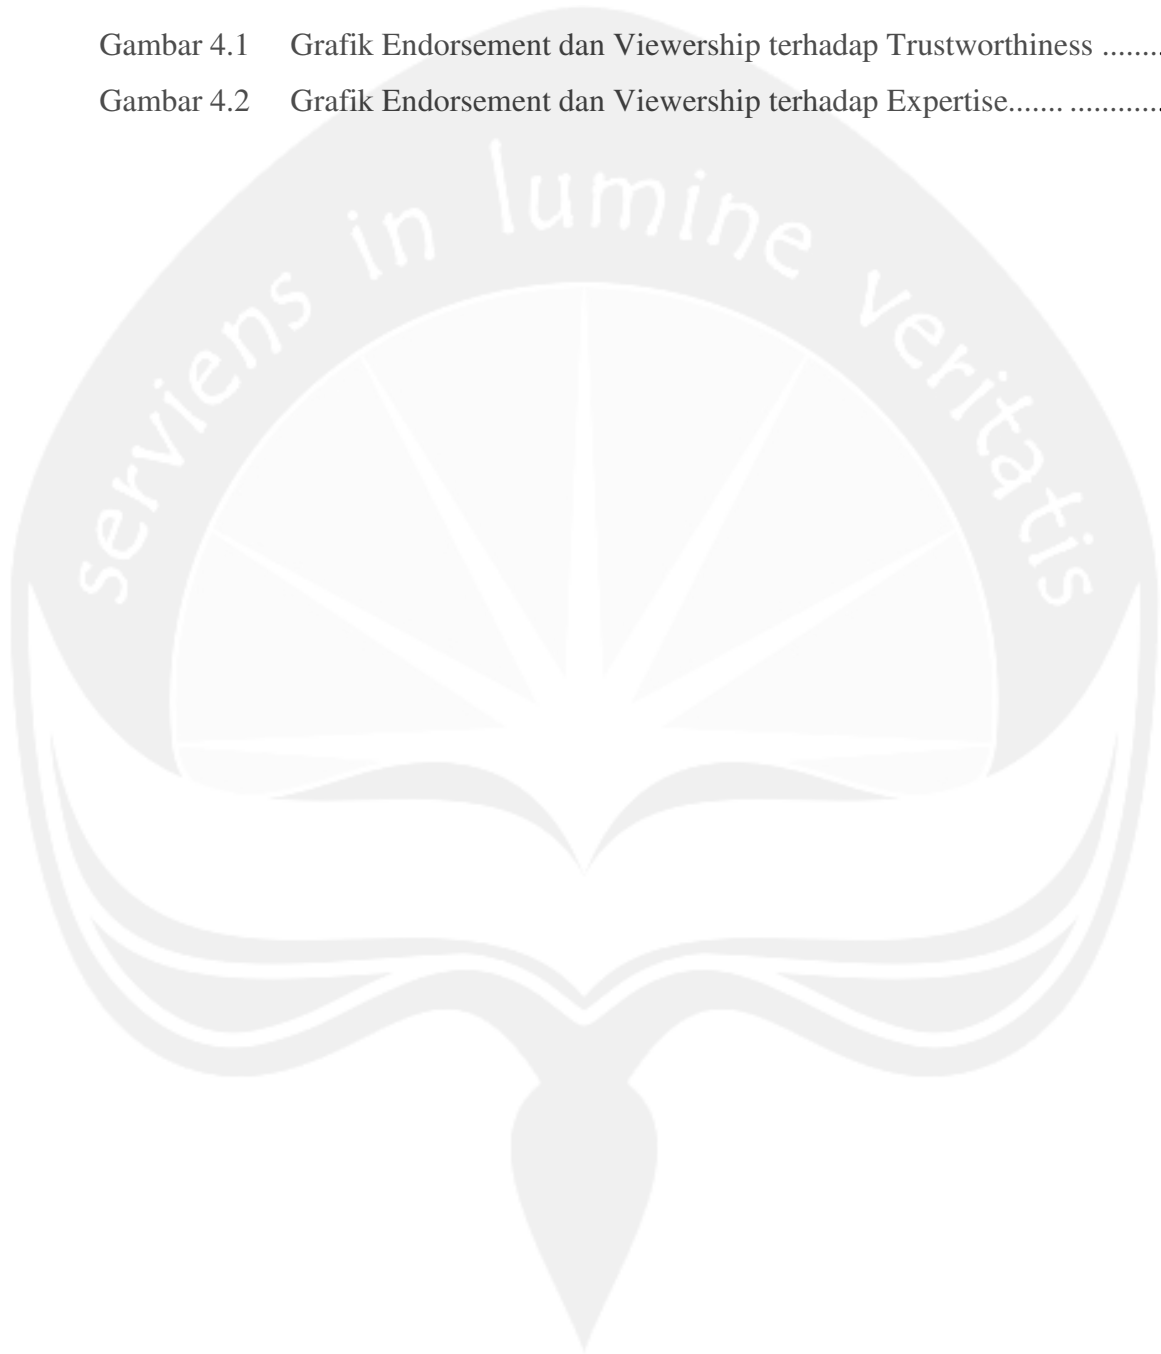 Gambar 4.1 Grafik Endorsement dan Viewership terhadap Trustworthiness ........
Gambar 4.2 Grafik Endorsement dan Viewership terhadap Expertise....... ............
serviens in lumine veritatis